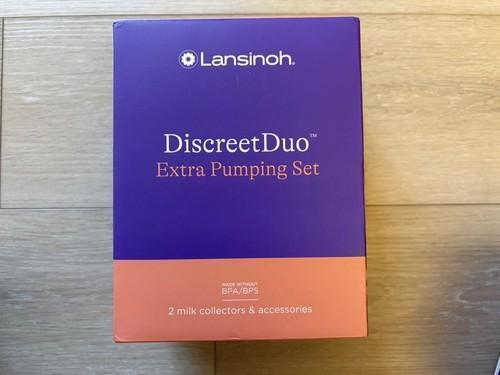 Lansinoh®
DiscreetDuo™
Extra Pumping Set
MADE WITHOUT
BPA/BPS
2 milk collectors & accessories